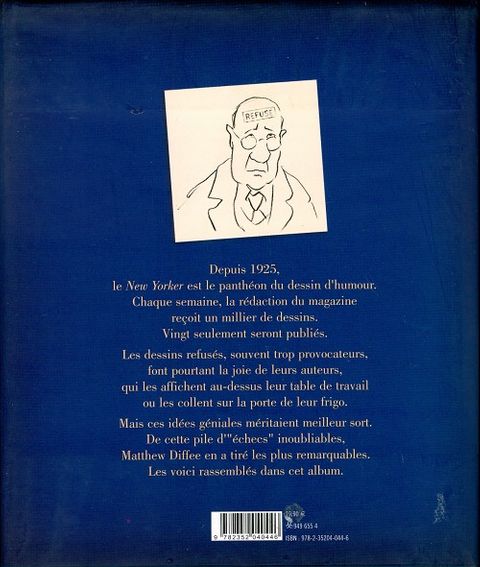 REFUSÉ
Depuis 1925,
le New Yorker est le panthéon du dessin d'humour.
Chaque semaine, la rédaction du magazine
reçoit un millier de dessins.
Vingt seulement seront publiés.
Les dessins refusés, souvent trop provocateurs,
font pourtant la joie de leurs auteurs,
qui les affichent au-dessus leur table de travail
ou les collent sur la porte de leur frigo.
Mais ces idées géniales méritaient meilleur sort.
De cette pile d'"échecs" inoubliables,
Matthew Diffee en a tiré les plus remarquables.
Les voici rassemblés dans cet album.
949 655 4
ISBN : 978-2-35204-044-6
9 782352 040446